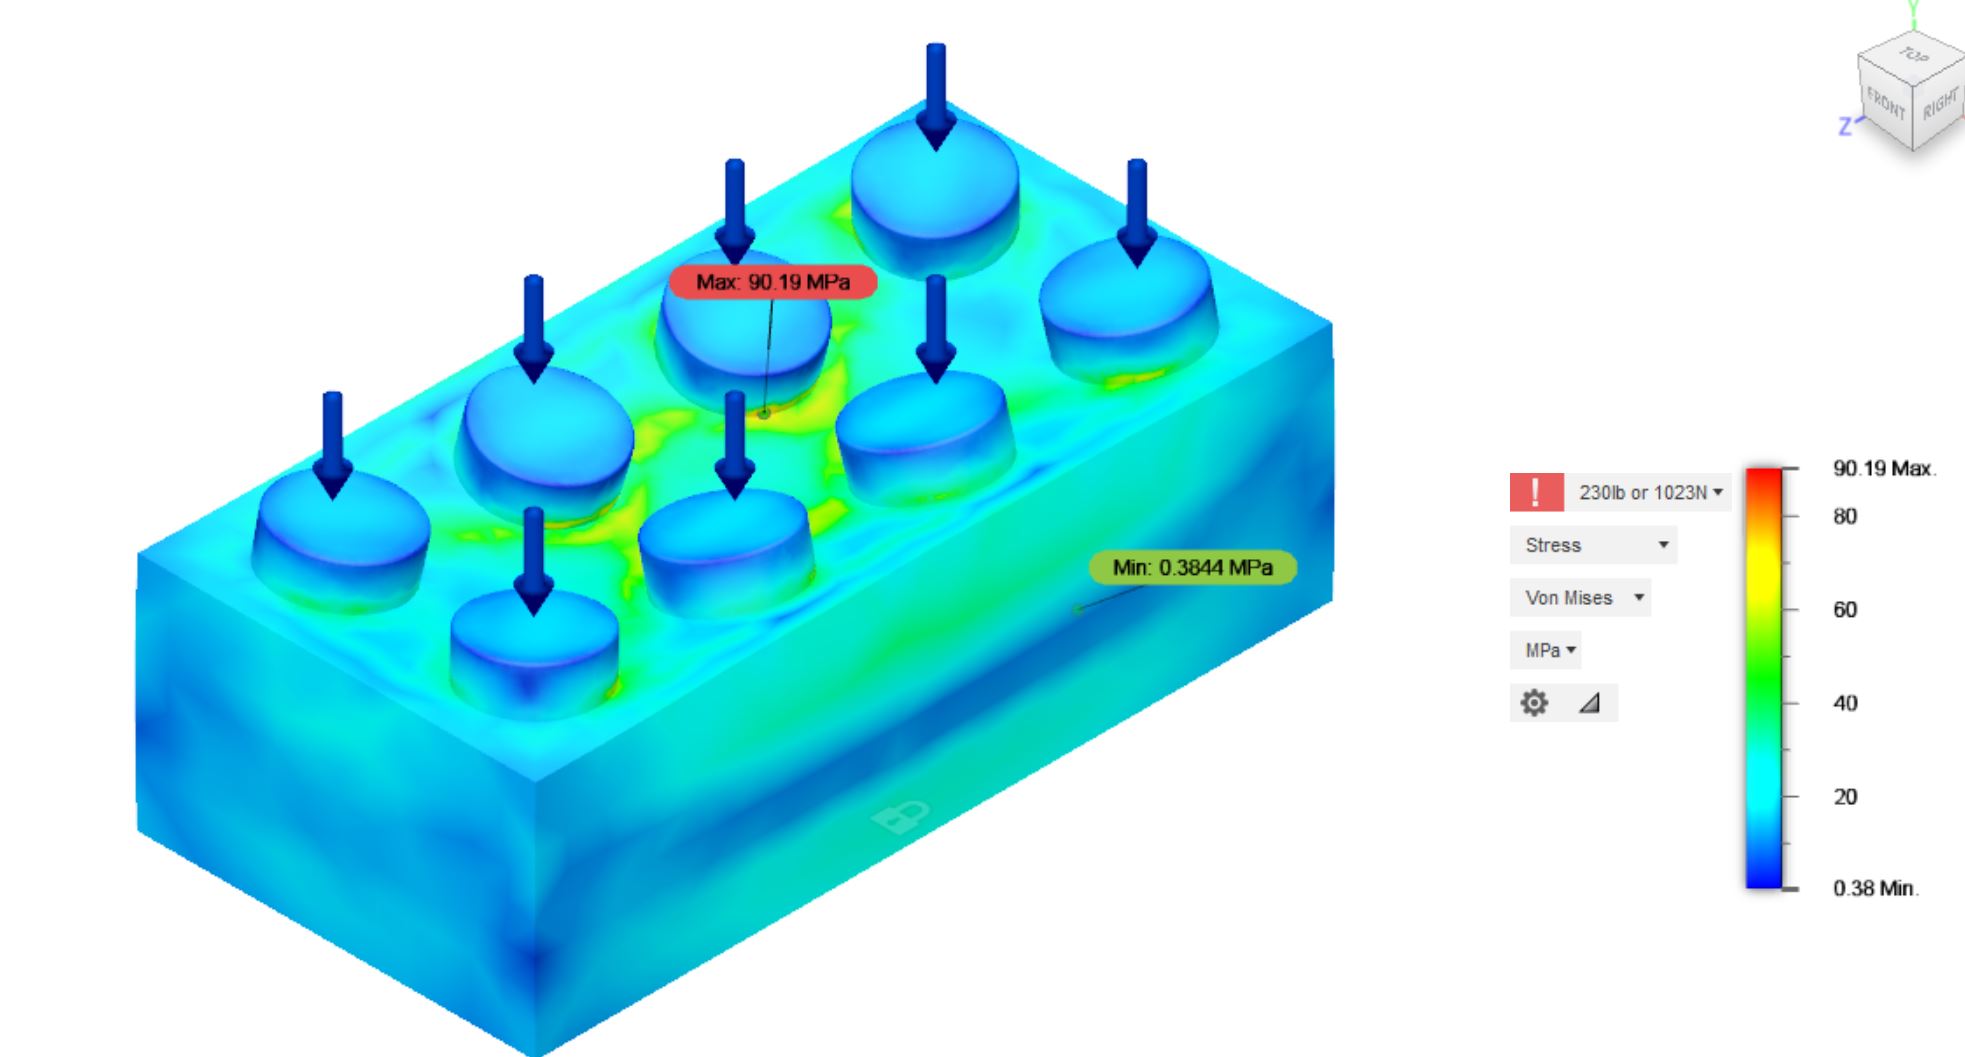 Y
TOP
FRONT
RIGHT
Z
Max: 90.19 MPa
Min: 0.3844 MPa
! 230lb or 1023N
Stress
Von Mises
MPa
90.19 Max.
80
60
40
20
0.38 Min.